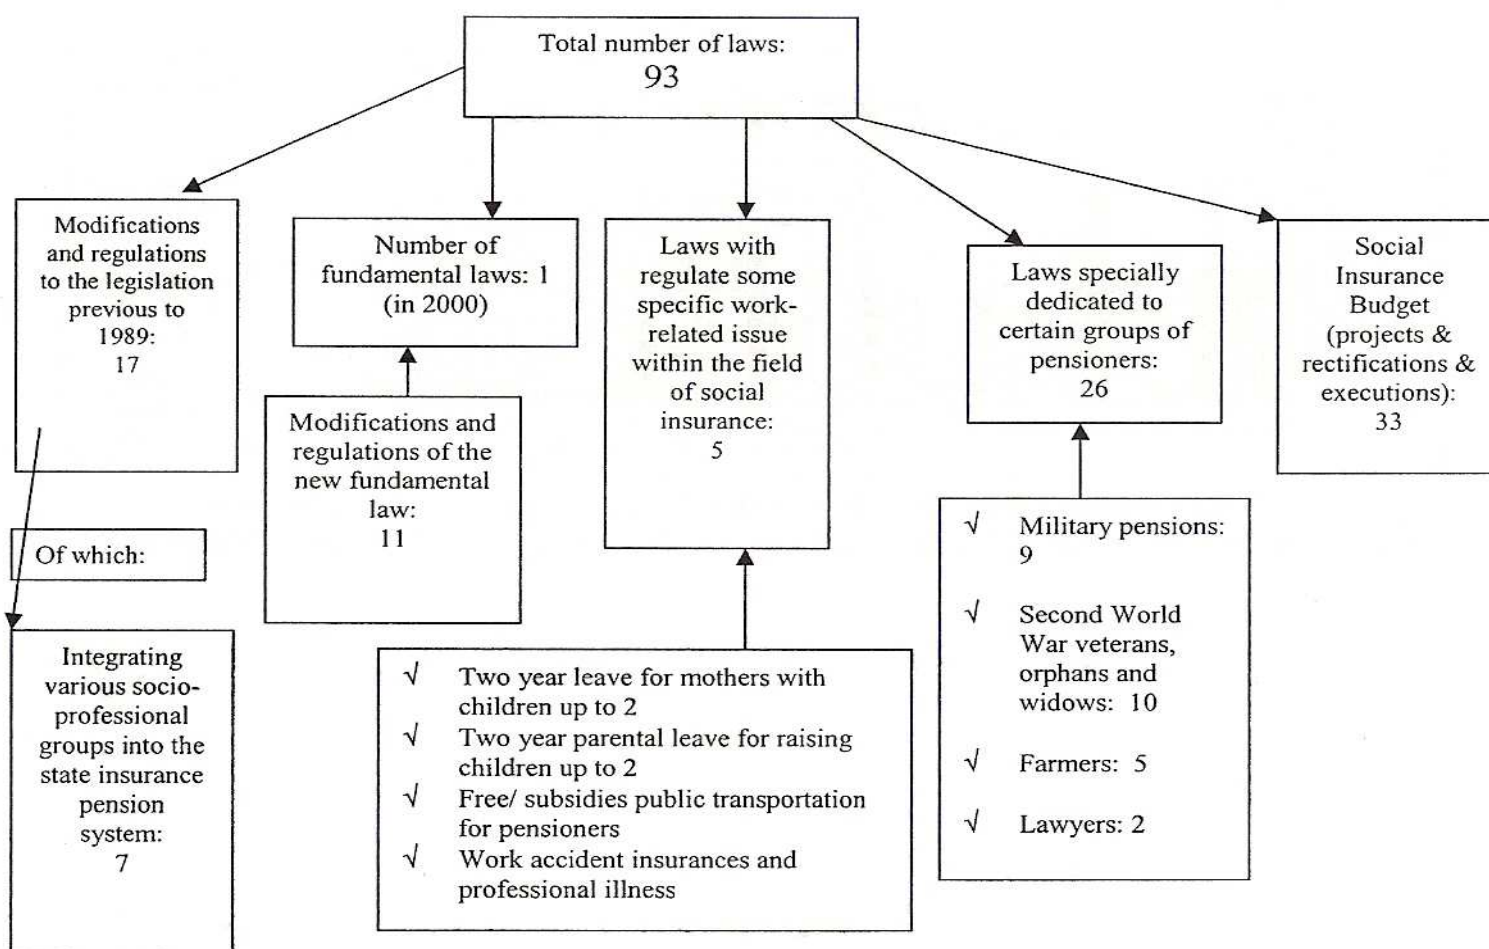 Total number of laws:
93
Modifications
and regulations
to the legislation
previous to
1989:
17
Number of
fundamental laws: 1
(in 2000)
Laws with
regulate some
specific work-
related issue
within the field
of social
insurance:
5
Laws specially
dedicated to
certain groups of
pensioners:
26
Social
Insurance
Budget
(projects &
rectifications &
executions):
33
Modifications and
regulations of the
new fundamental
law:
11
Of which:
Integrating
various socio-
professional
groups into the
state insurance
pension
system:
7
√ Two year leave for mothers with
children up to 2
√ Two year parental leave for raising
children up to 2
√ Free/ subsidies public transportation
for pensioners
√ Work accident insurances and
professional illness
√ Military pensions:
9
√ Second World
War veterans,
orphans and
widows: 10
√ Farmers: 5
√ Lawyers: 2